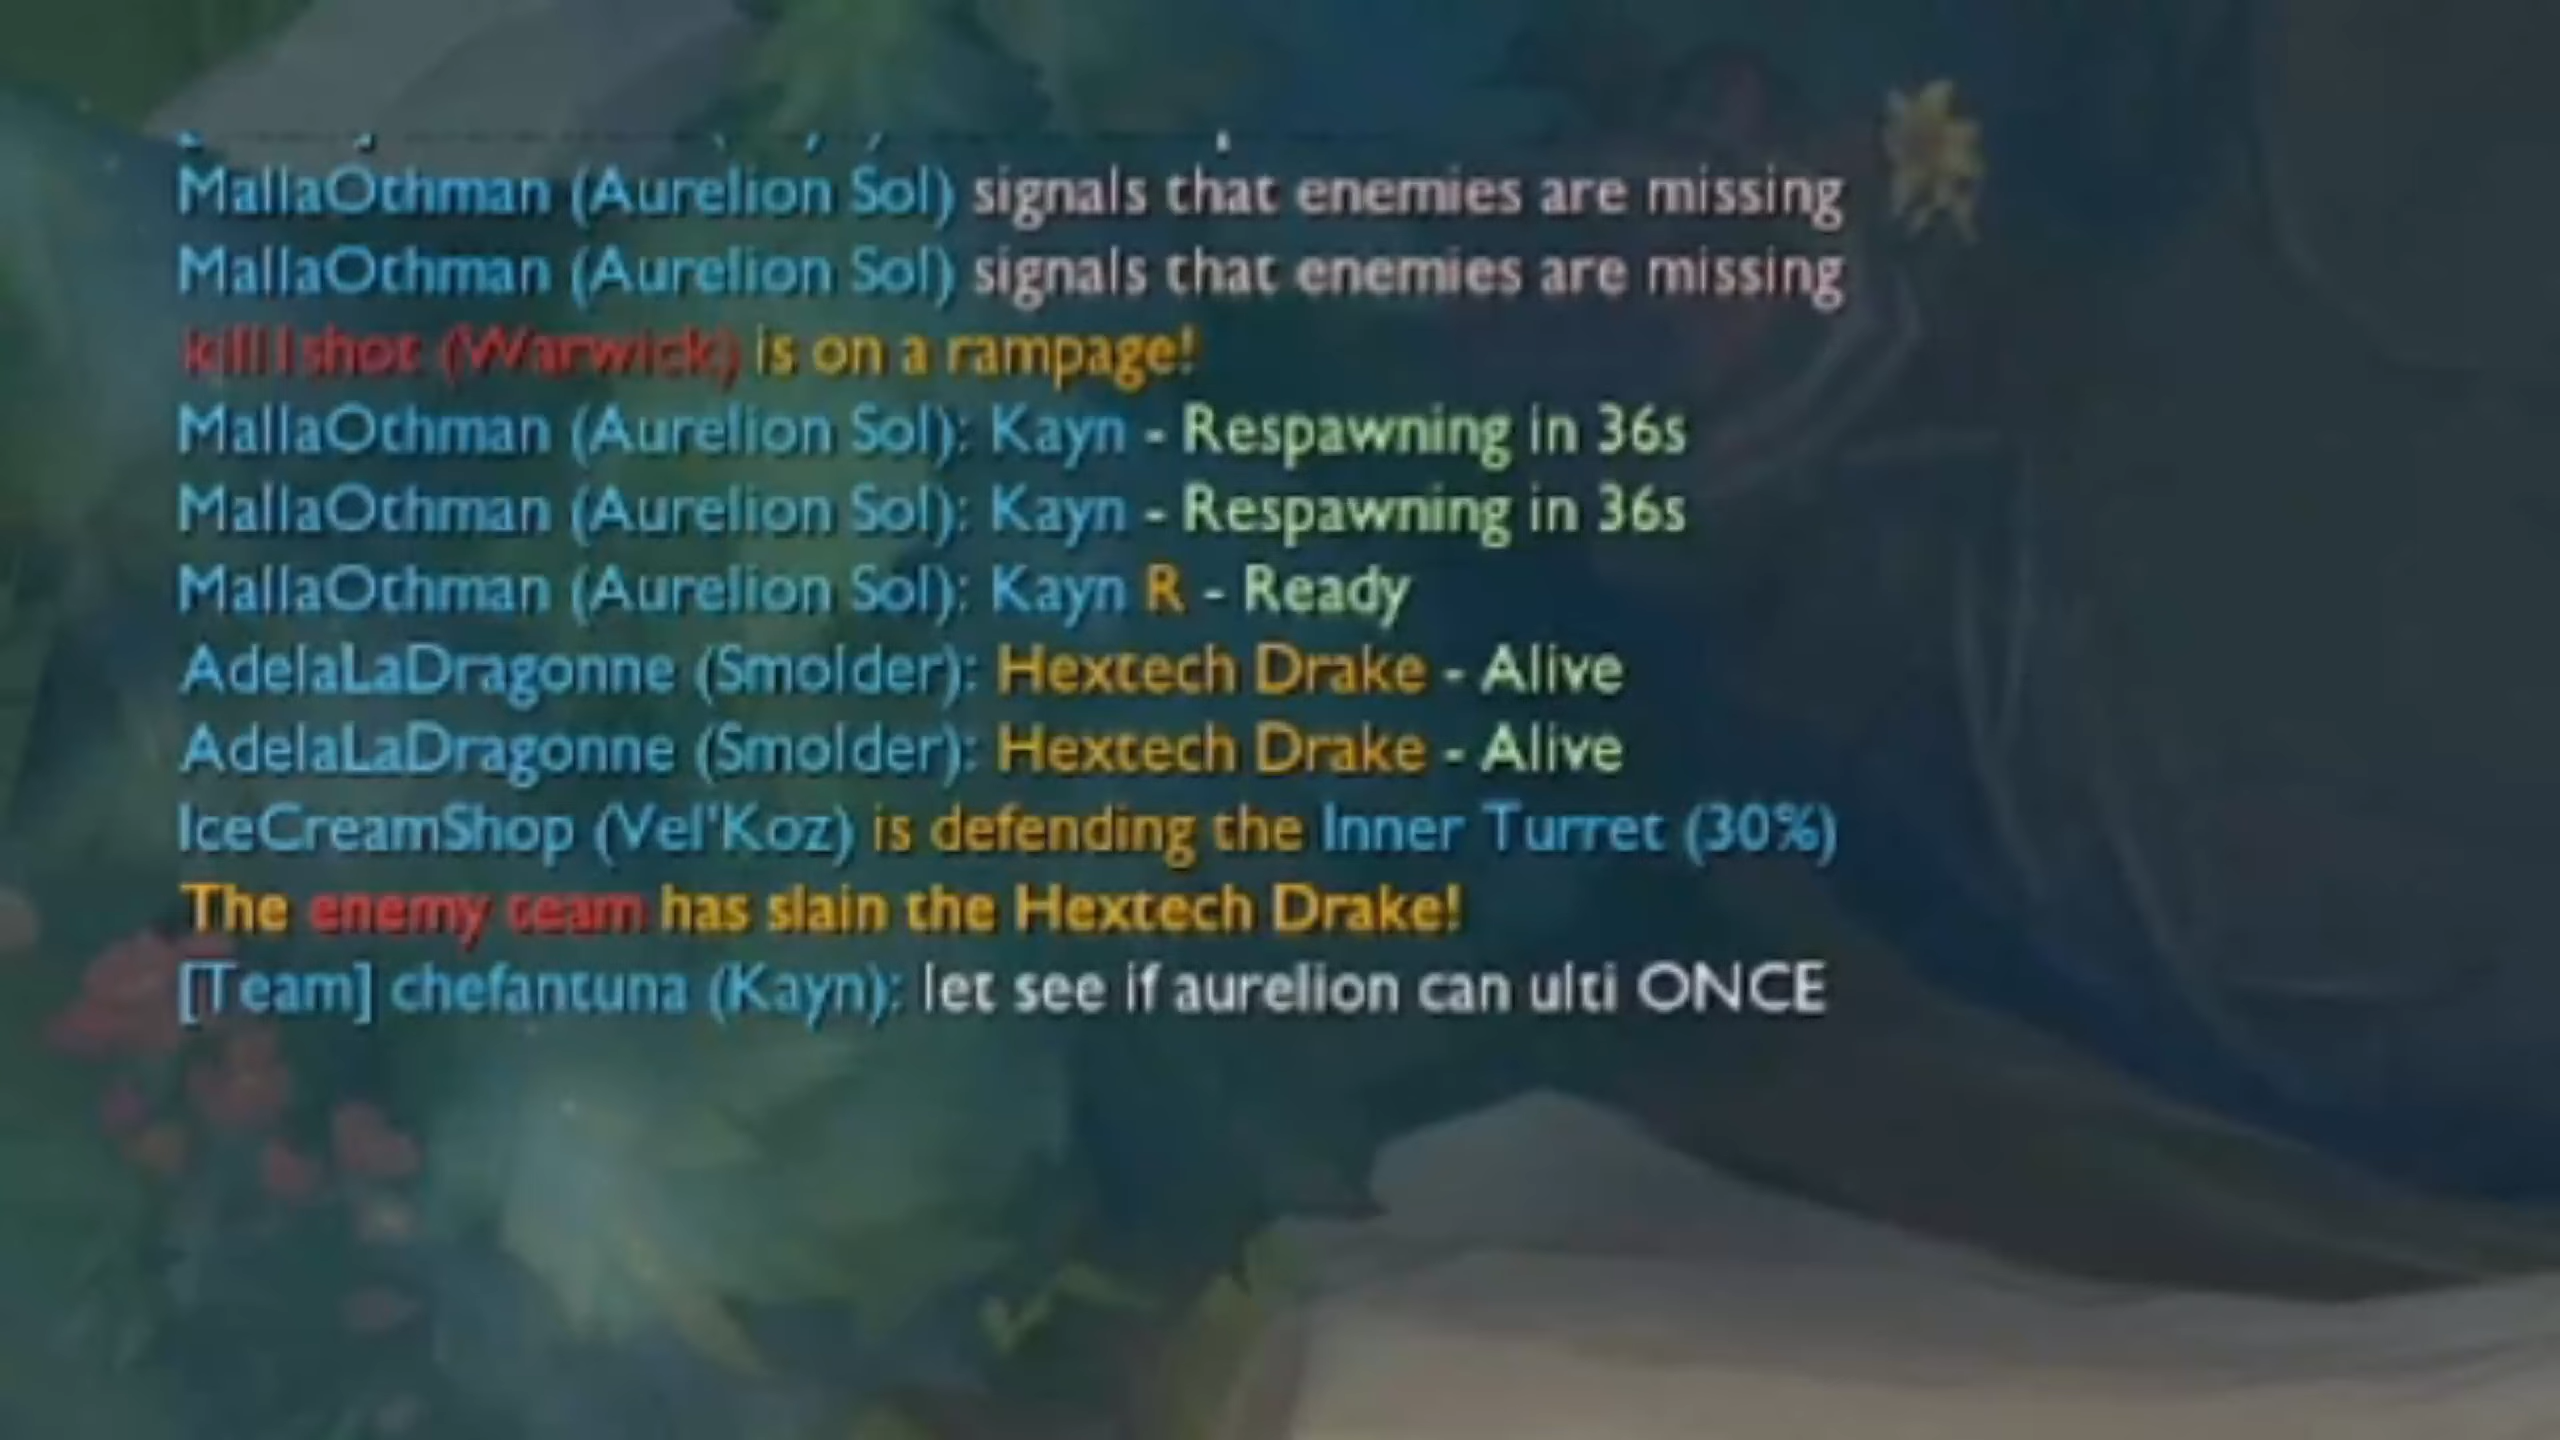 MallaOthman (Aurelion Sol) signals that enemies are missing
MallaOthman (Aurelion Sol) signals that enemies are missing
kill1shot (Warwick) is on a rampage!
MallaOthman (Aurelion Sol): Kayn - Respawning in 36s
MallaOthman (Aurelion Sol): Kayn - Respawning in 36s
MallaOthman (Aurelion Sol): Kayn R - Ready
AdelaLaDragonne (Smolder): Hextech Drake - Alive
AdelaLaDragonne (Smolder): Hextech Drake - Alive
IceCreamShop (Vel'Koz) is defending the Inner Turret (30%)
The enemy team has slain the Hextech Drake!
[Team] chefantuna (Kayn): let see if aurelion can ulti ONCE